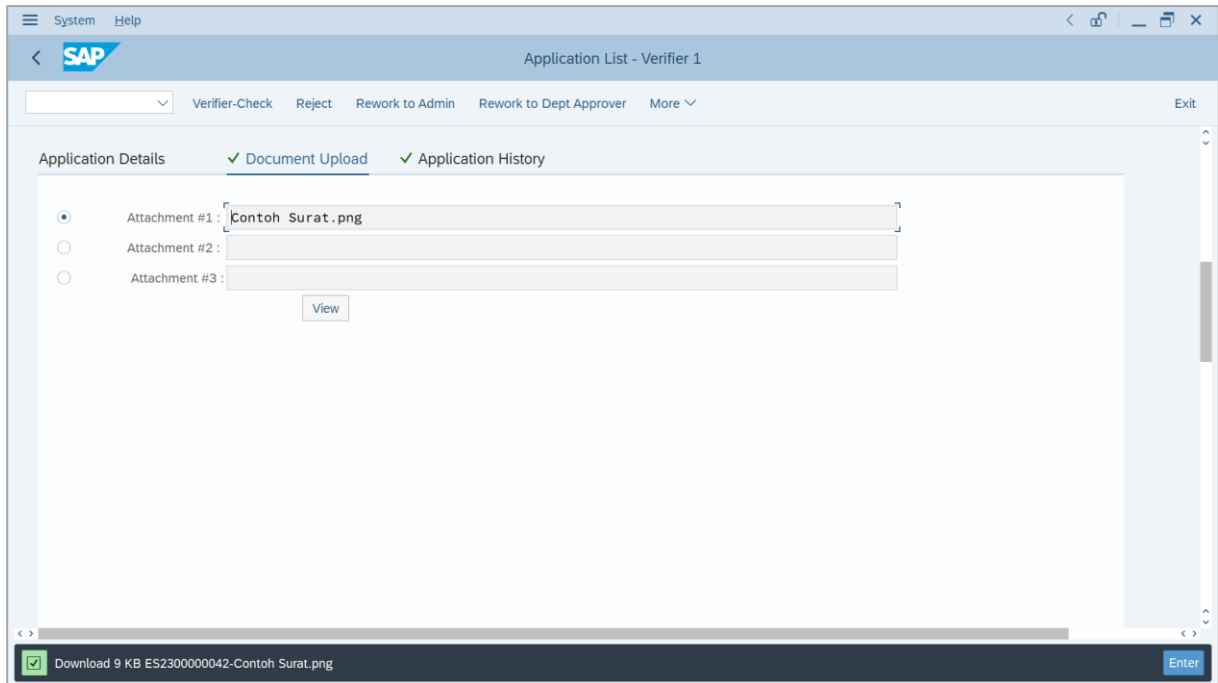 System Help
SAP
Application List - Verifier 1
Verifier-Check Reject Rework to Admin Rework to Dept Approver More Exit
Application Details Document Upload Application History
Attachment #1 : Contoh Surat.png
Attachment #2 :
Attachment #3 :
View
Download 9 KB ES2300000042-Contoh Surat.png Enter